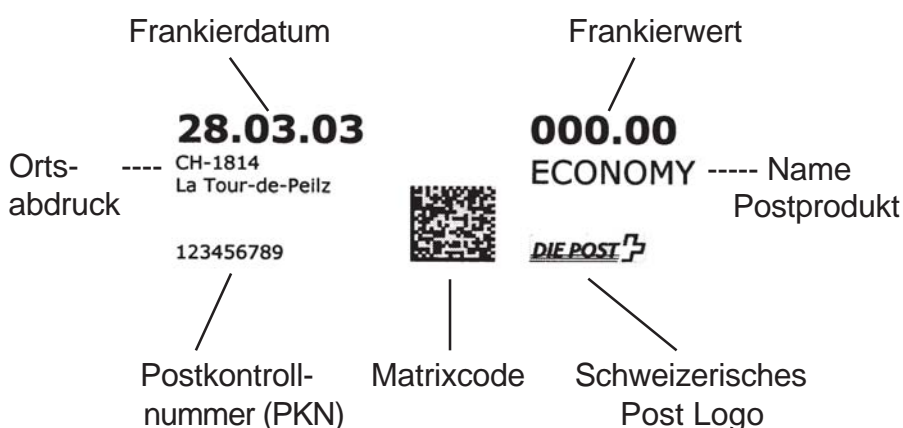 Frankierdatum
Frankierwert
28.03.03
000.00
Orts-
abdruck
CH-1814
La Tour-de-Peilz
ECONOMY
Name
Postprodukt
123456789
DIE POST
Postkontroll-
nummer (PKN)
Matrixcode
Schweizerisches
Post Logo